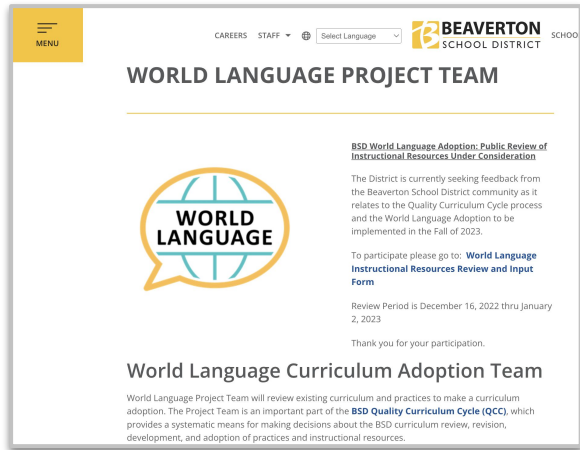 MENU
CAREERS STAFF Select Language
BEAVERTON
SCHOOL DISTRICT
SCHOO
WORLD LANGUAGE PROJECT TEAM
WORLD
LANGUAGE
BSD World Language Adoption: Public Review of
Instructional Resources Under Consideration
The District is currently seeking feedback from
the Beaverton School District community as it
relates to the Quality Curriculum Cycle process
and the World Language Adoption to be
implemented in the Fall of 2023.
To participate please go to: World Language
Instructional Resources Review and Input
Form
Review Period is December 16, 2022 thru January
2, 2023
Thank you for your participation.
World Language Curriculum Adoption Team
World Language Project Team will review existing curriculum and practices to make a curriculum
adoption. The Project Team is an important part of the BSD Quality Curriculum Cycle (QCC), which
provides a systematic means for making decisions about the BSD curriculum review, revision,
development, and adoption of practices and instructional resources.